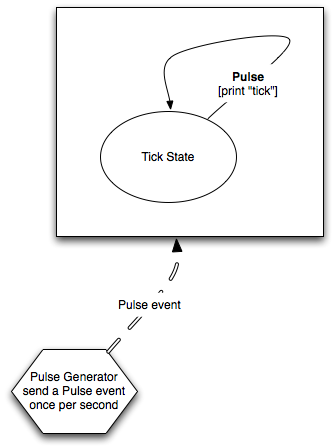 Pulse
[print "tick"]
Tick State
Pulse event
Pulse Generator
send a Pulse event
once per second